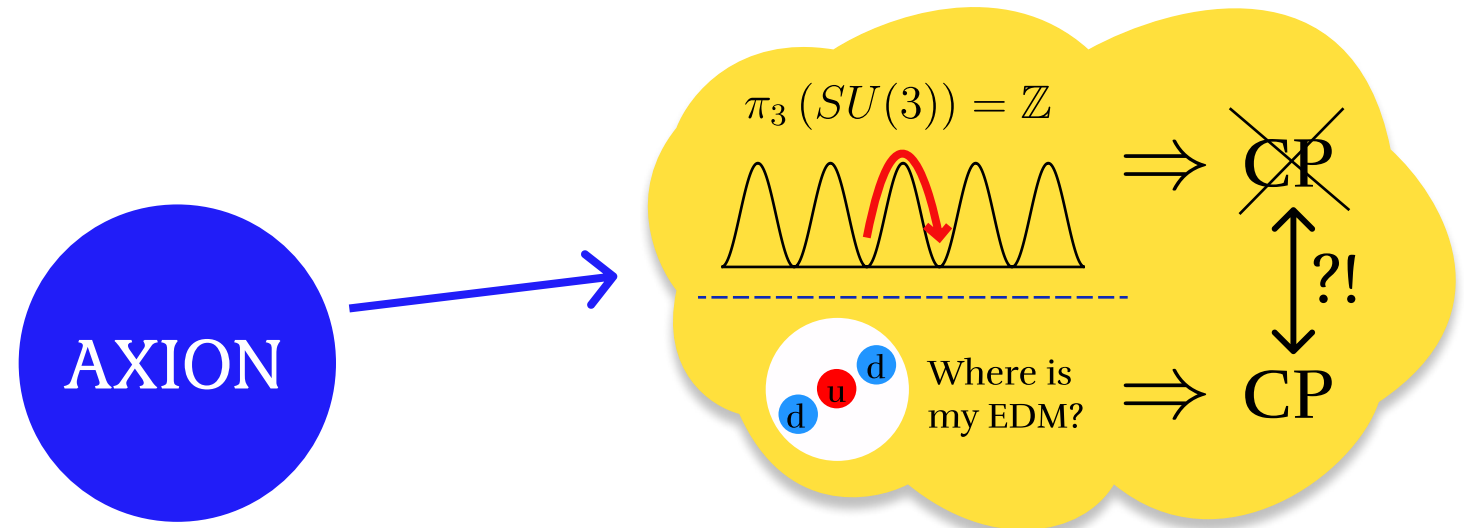 AXION
π₃ (SU(3)) = ℤ
⇒ CP
?!
d u d
Where is
my EDM?
⇒ CP